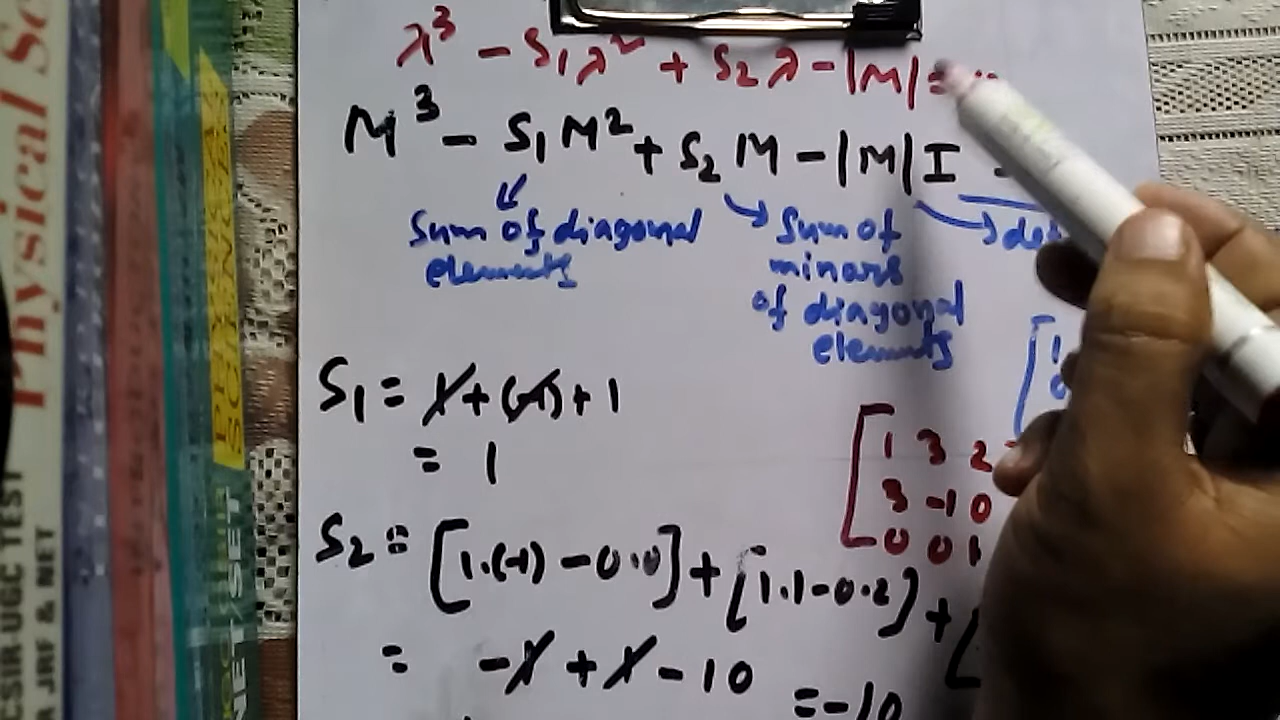 λ³ - S₁λ² + S₂λ - |M| =
M³ - S₁M² + S₂M - |M|I
Sum of diagonal
elements
Sum of
minars
of diagonal
elements
S₁ = 1 + (-1) + 1
= 1
1 3 2
3 -1 0
0 0 1
S₂ = [1.(-1) - 0.0] + [1.1 - 0.2] + [
= -1 + 1 - 10 = -10
Physical Sc
CSIR-UGC TEST
JRF & NET
NET/SET